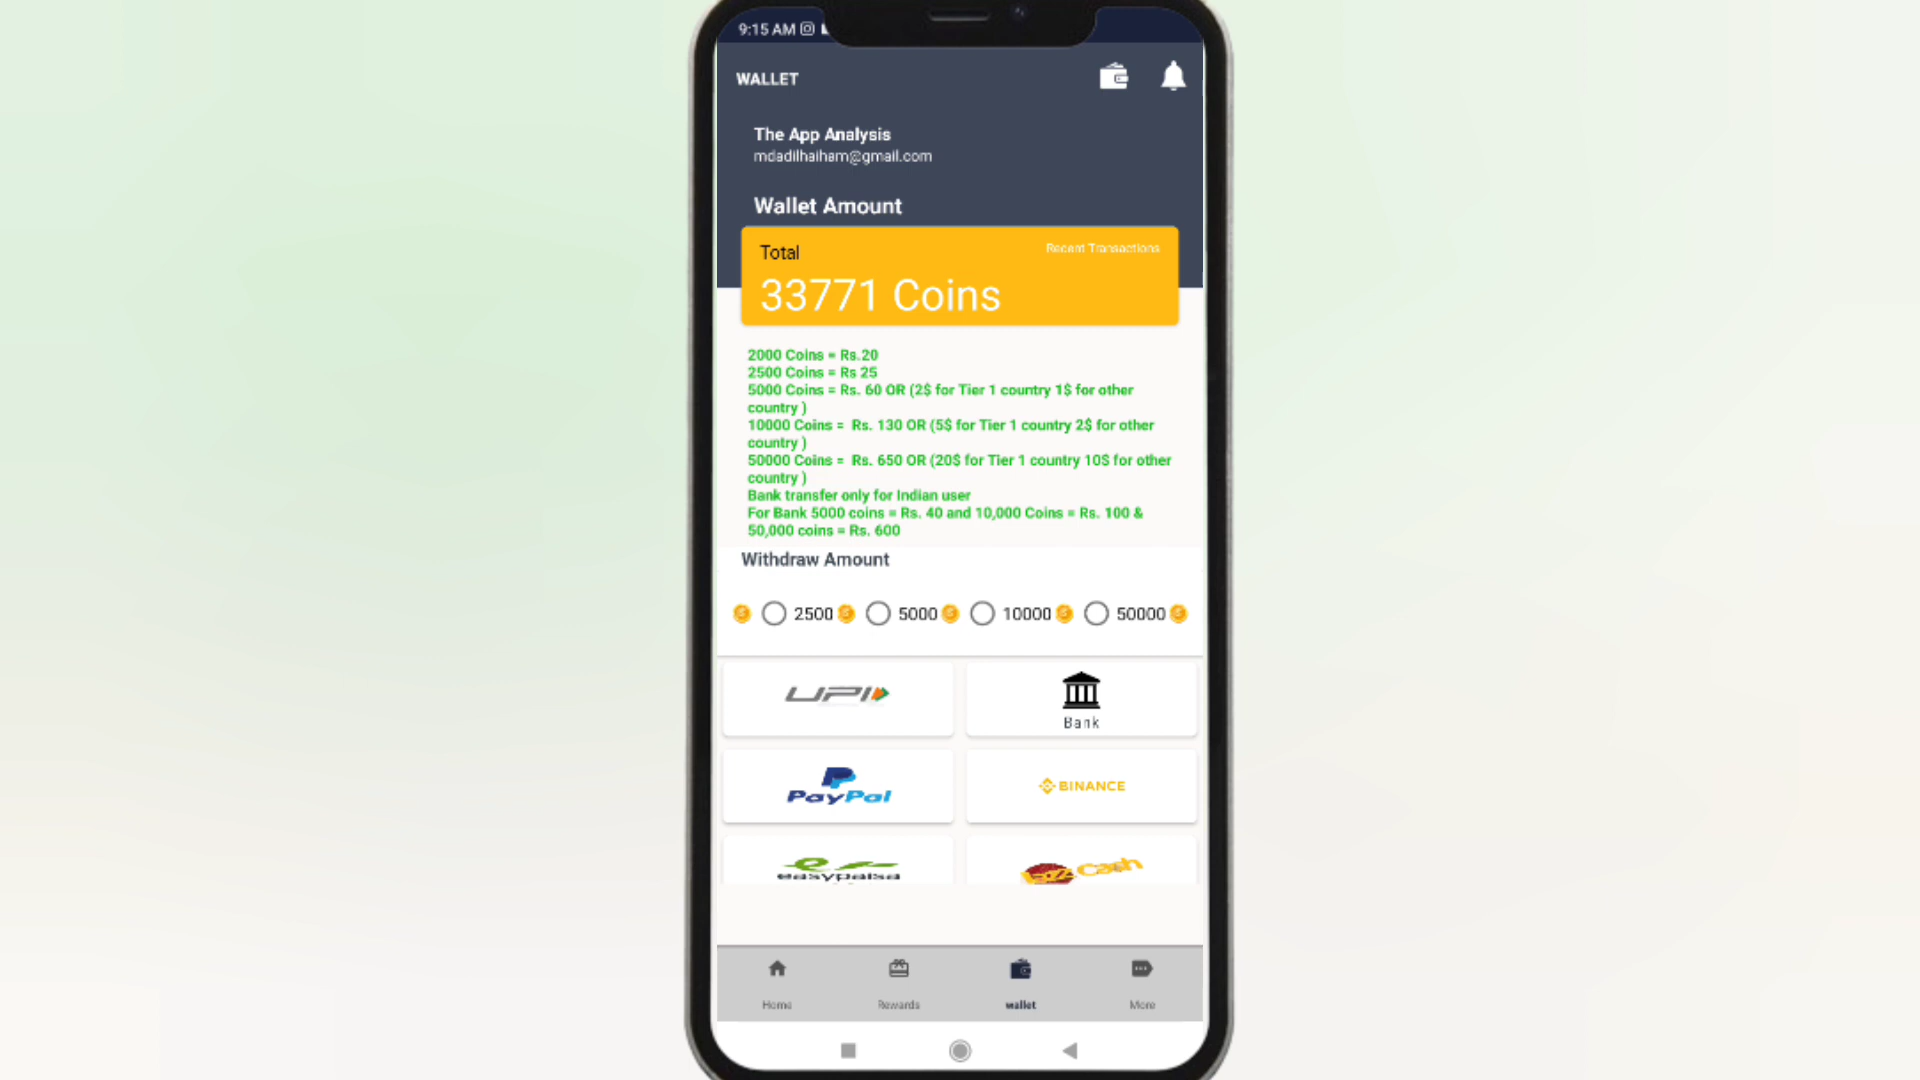 9:15 AM
WALLET
The App Analysis
mdadilhaiham@gmail.com
Wallet Amount
Total
Recent Transactions
33771 Coins
2000 Coins = Rs.20
2500 Coins = Rs 25
5000 Coins = Rs. 60 OR (2$ for Tier 1 country 1$ for other
country )
10000 Coins =  Rs. 130 OR (5$ for Tier 1 country 2$ for other
country )
50000 Coins =  Rs. 650 OR (20$ for Tier 1 country 10$ for other
country )
Bank transfer only for Indian user
For Bank 5000 coins = Rs. 40 and 10,000 Coins = Rs. 100 &
50,000 coins = Rs. 600
Withdraw Amount
2500 5000 10000 50000
UPI
Bank
PayPal
BINANCE
easypaisa
JazzCash
Home Rewards wallet More